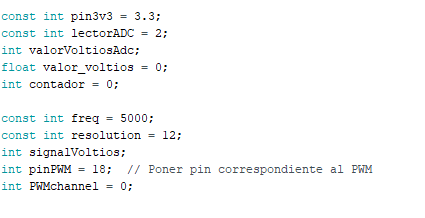 const int pin3v3 = 3.3;
const int lectorADC = 2;
int valorVoltiosAdc;
float valor_voltios = 0;
int contador = 0;
const int freq = 5000;
const int resolution = 12;
int signalVoltios;
int pinPWM = 18;  // Poner pin correspondiente al PWM
int PWMchannel = 0;